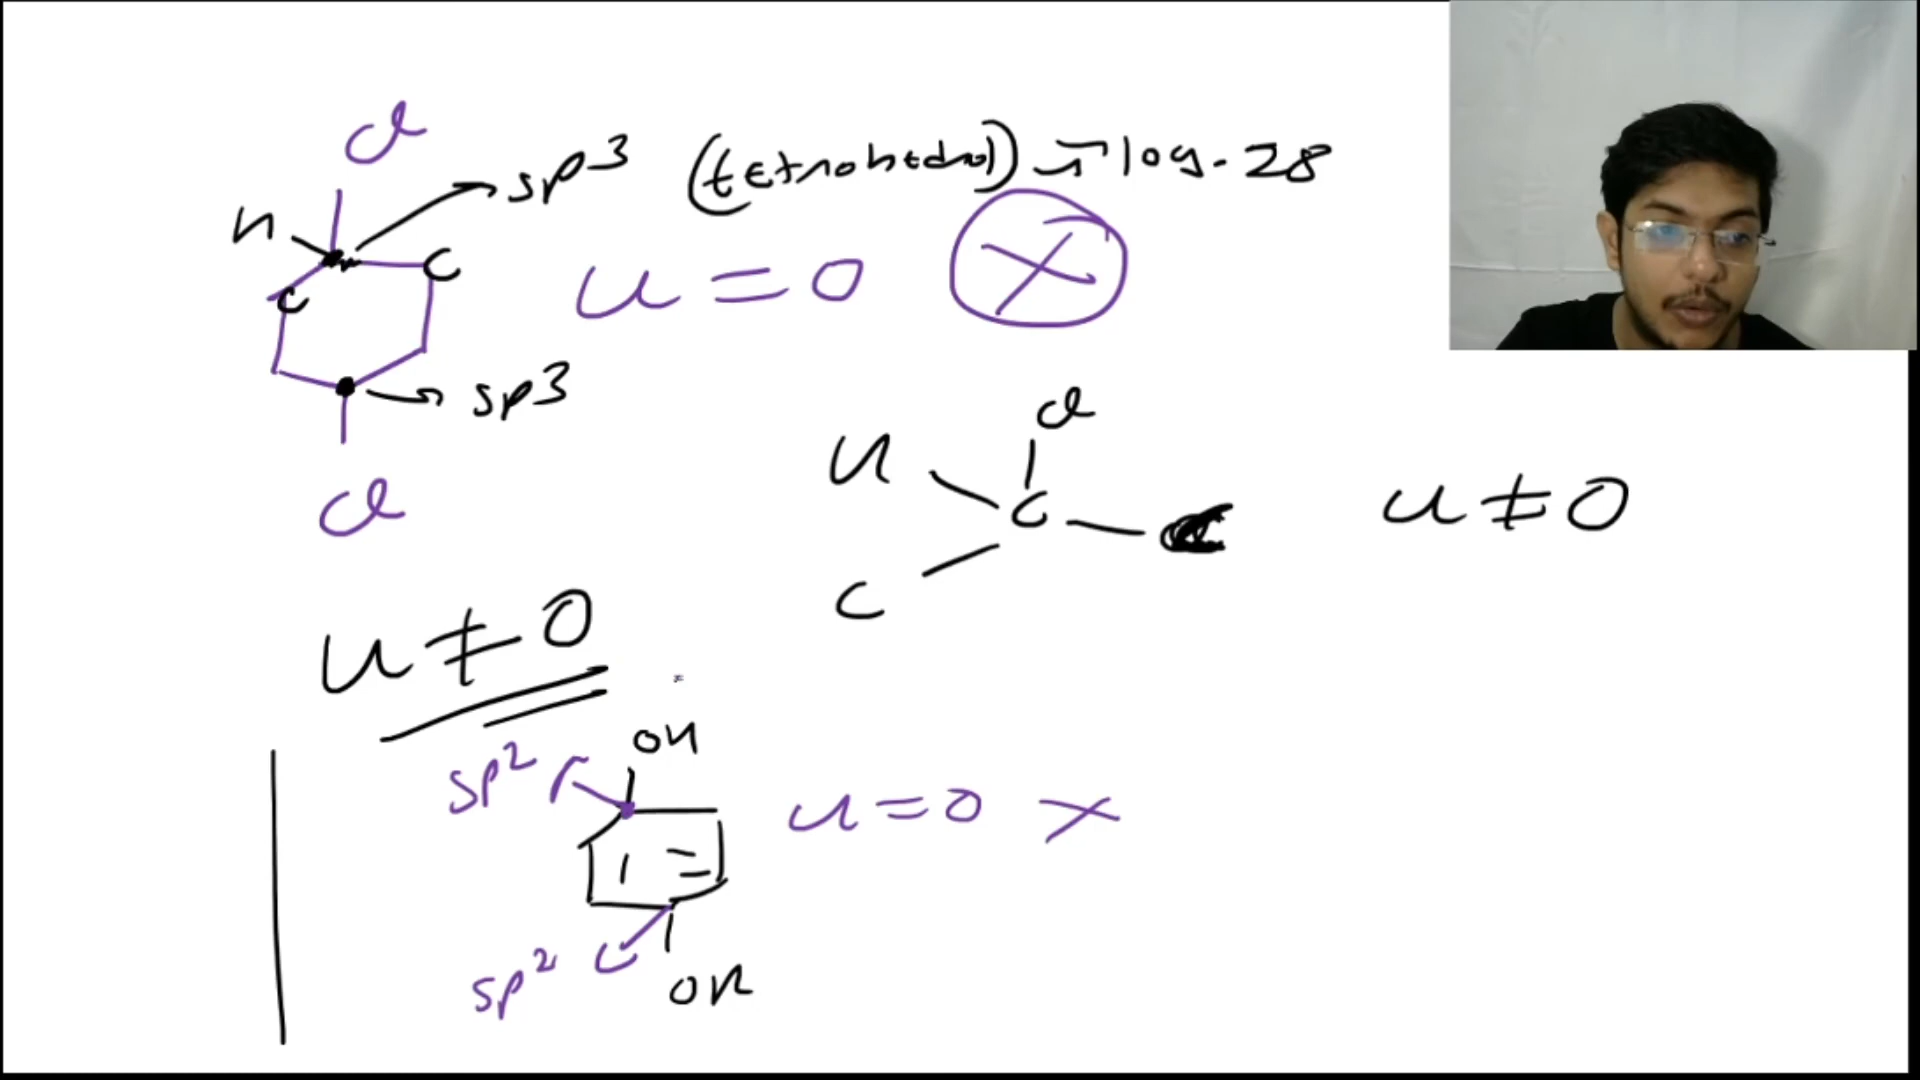 Cl
H
sp3 (tetrahedral) → 109.28
C
C
u = 0 ×
sp3
Cl
Cl
H
C
C
u ≠ 0
C
u ≠ 0
OH
sp2
u = 0 ×
sp2
OH